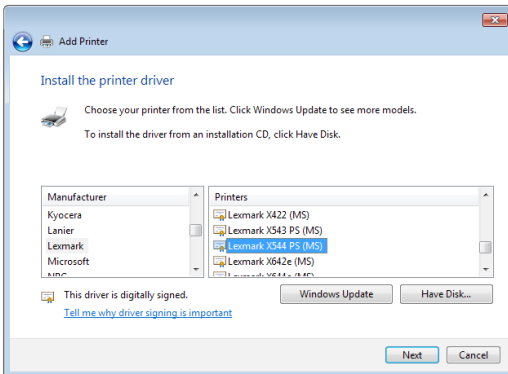 Add Printer
Install the printer driver
Choose your printer from the list. Click Windows Update to see more models.
To install the driver from an installation CD, click Have Disk.
Manufacturer
Kyocera
Lanier
Lexmark
Microsoft
Printers
Lexmark X422 (MS)
Lexmark X543 PS (MS)
Lexmark X544 PS (MS)
Lexmark X642e (MS)
Lexmark X644e (MS)
This driver is digitally signed.
Tell me why driver signing is important
Windows Update
Have Disk...
Next
Cancel